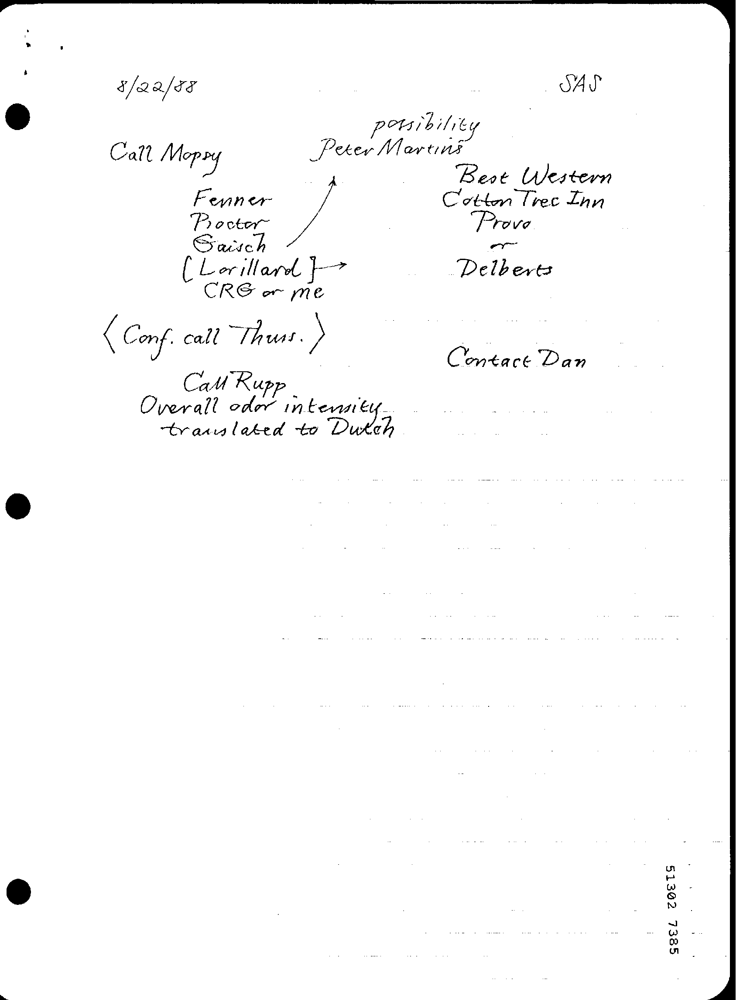 8/22/88
SAS
possibility
Call Mopsy
Peter Martins
Best Western
Fenner
Cotton Tree Inn
Proctor
Provo
Gaisch
or
[Lorillard]
Delberts
CRG or me
<Conf. call Thurs.>
Contact Dan
Call Rupp
Overall odor intensity
translated to Dutch
51302 7385